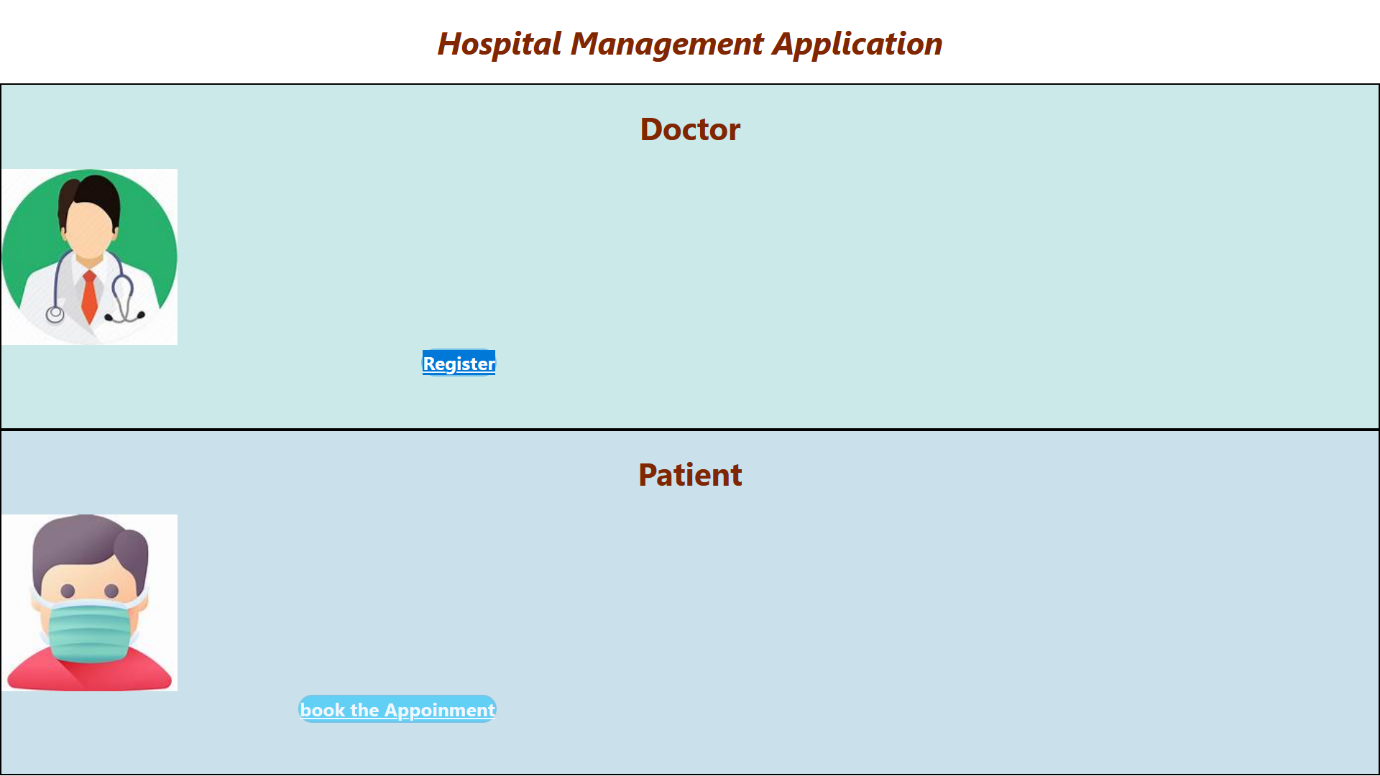 Hospital Management Application
Doctor
Register
Patient
book the Appoinment